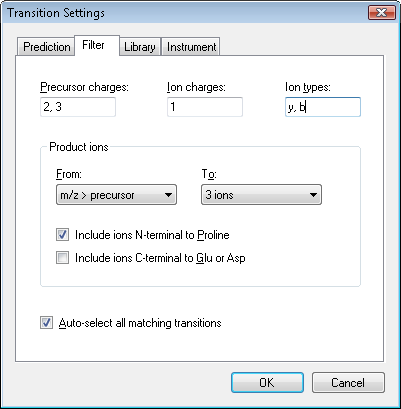 Transition Settings
Prediction Filter Library Instrument
Precursor charges: Ion charges: Ion types:
2, 3 1 y, b
Product ions
From: To:
m/z > precursor 3 ions
Include ions N-terminal to Proline
Include ions C-terminal to Glu or Asp
Auto-select all matching transitions
OK Cancel